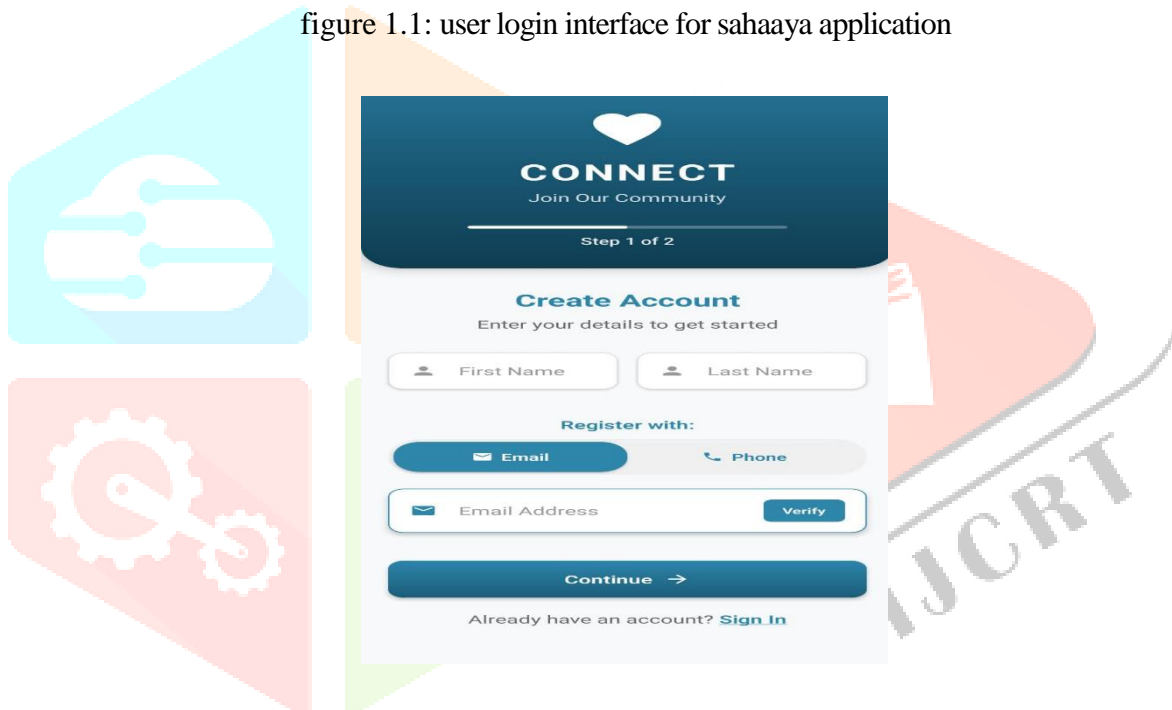 figure 1.1: user login interface for sahaaya application
CONNECT
Join Our Community
Step 1 of 2
Create Account
Enter your details to get started
First Name Last Name
Register with:
Email Phone
Email Address Verify
Continue →
Already have an account? Sign In
IJCRT